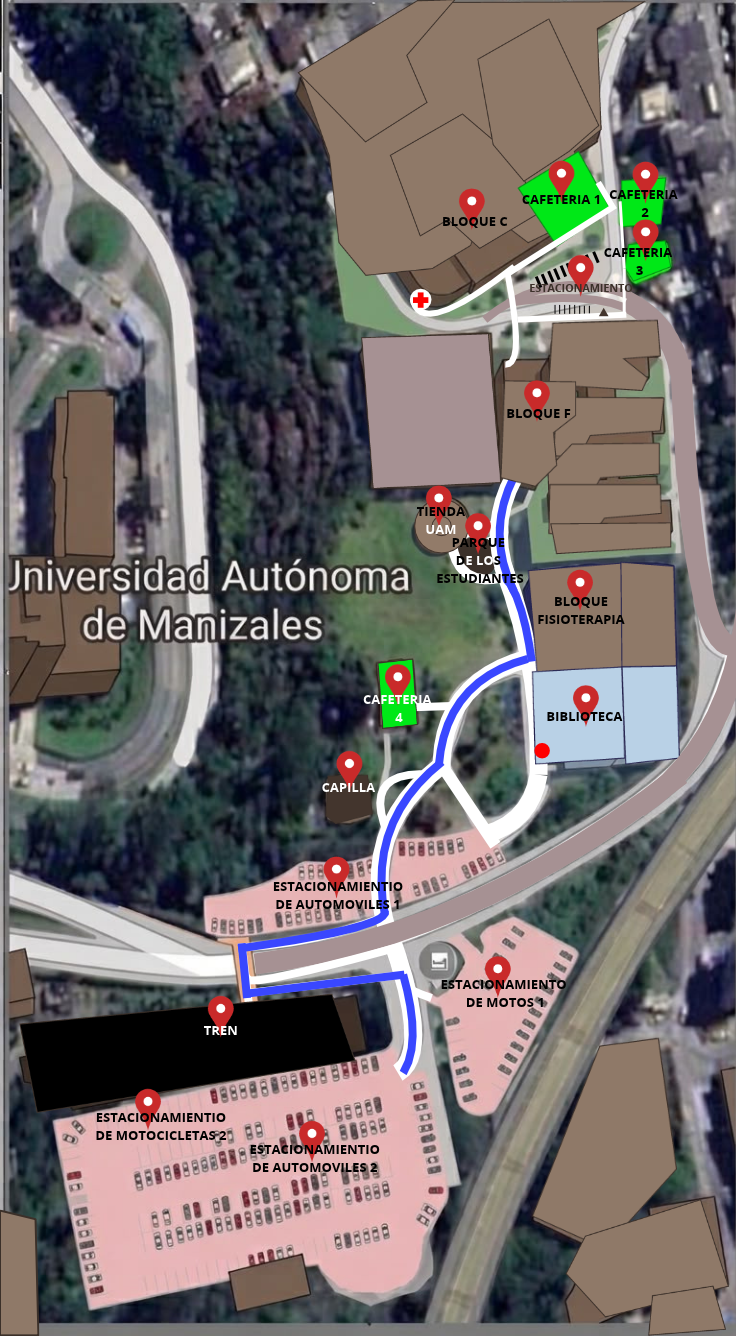 CAFETERIA 1
CAFETERIA
2
BLOQUE C
CAFETERIA
3
ESTACIONAMIENTO
BLOQUE F
TIENDA
UAM
PARQUE
DE LOS
ESTUDIANTES
Universidad Autónoma
de Manizales
BLOQUE
FISIOTERAPIA
CAFETERIA
4
BIBLIOTECA
CAPILLA
ESTACIONAMIENTIO
DE AUTOMOVILES 1
ESTACIONAMIENTO
DE MOTOS 1
TREN
ESTACIONAMIENTIO
DE MOTOCICLETAS 2
ESTACIONAMIENTIO
DE AUTOMOVILES 2